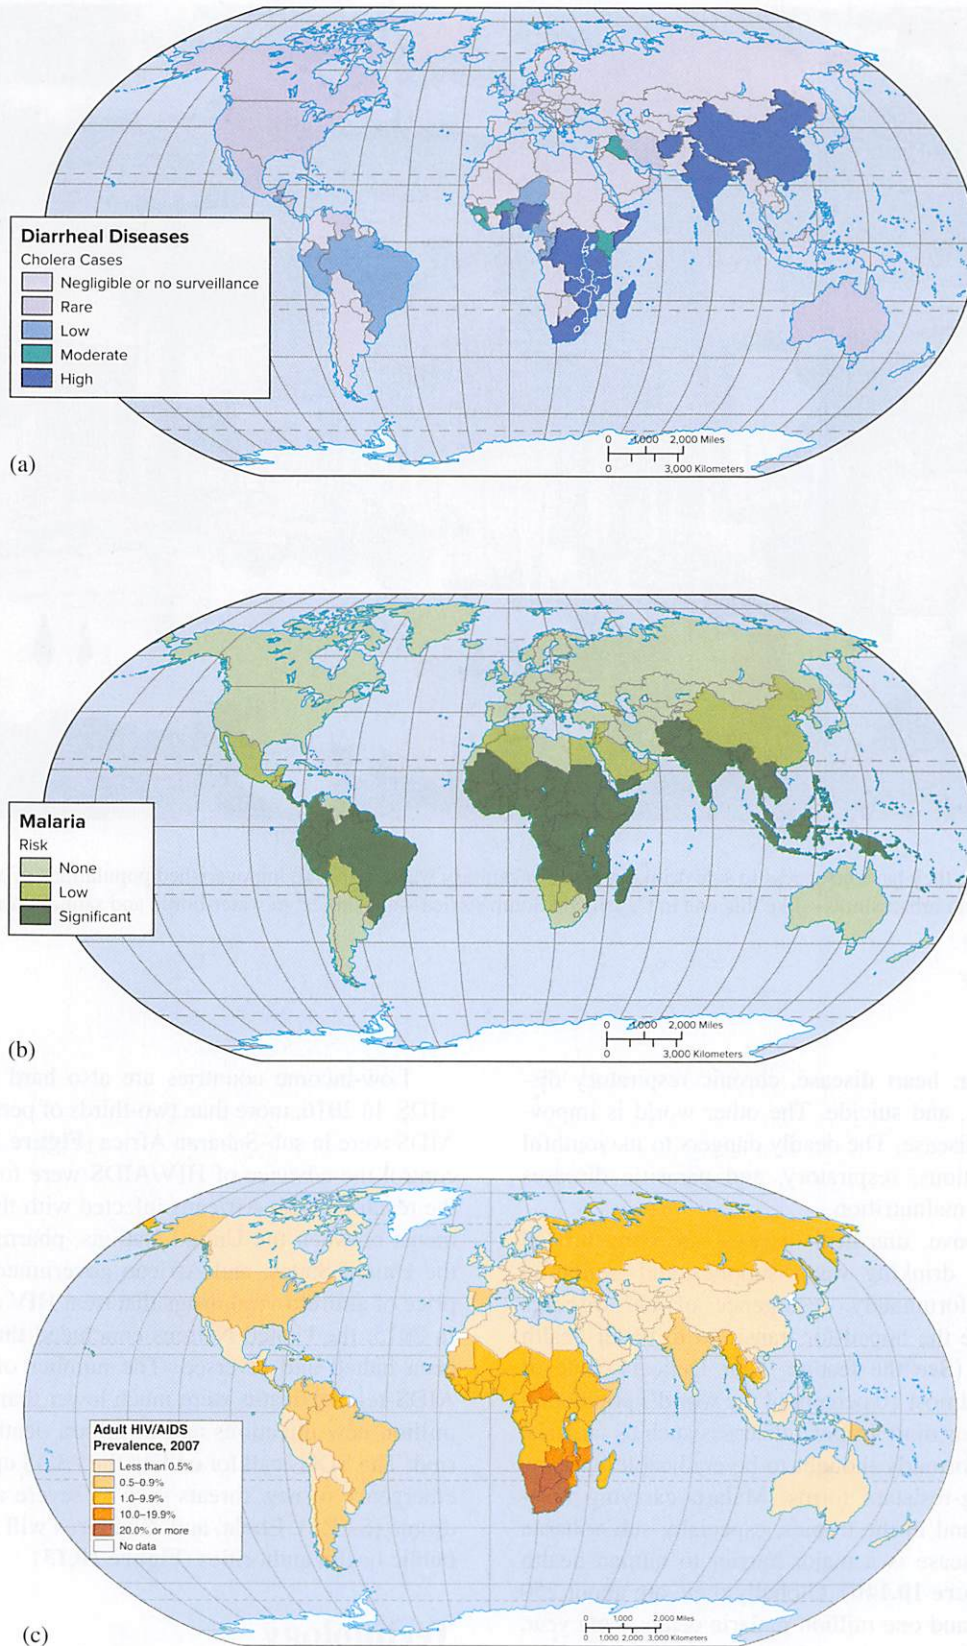 Diarrheal Diseases
Cholera Cases
Negligible or no surveillance
Rare
Low
Moderate
High
0 1,000 2,000 Miles
0 3,000 Kilometers
(a)
Malaria
Risk
None
Low
Significant
0 1,000 2,000 Miles
0 3,000 Kilometers
(b)
Adult HIV/AIDS
Prevalence, 2007
Less than 0.5%
0.5–0.9%
1.0–9.9%
10.0–19.9%
20.0% or more
No data
0 1,000 2,000 Miles
0 1,000 2,000 3,000 Kilometers
(c)